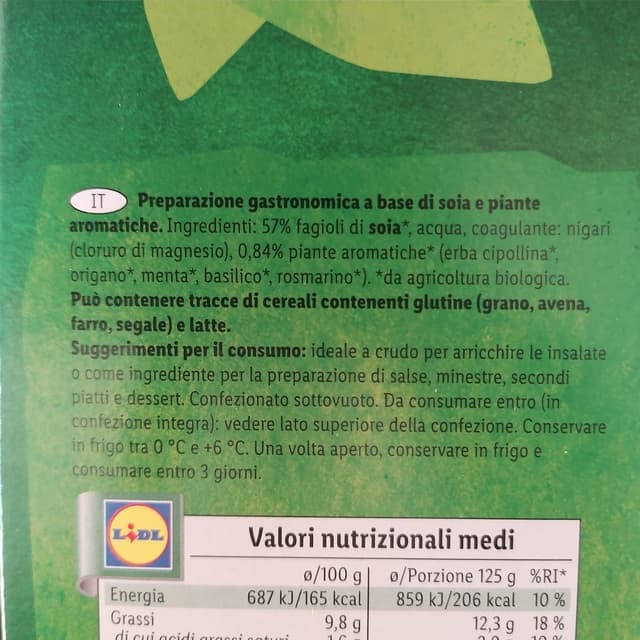 IT Preparazione gastronomica a base di soia e piante
aromatiche. Ingredienti: 57% fagioli di soia*, acqua, coagulante: nigari
(cloruro di magnesio), 0,84% piante aromatiche* (erba cipollina*,
origano*, menta*, basilico*, rosmarino*). *da agricoltura biologica.
Può contenere tracce di cereali contenenti glutine (grano, avena,
farro, segale) e latte.
Suggerimenti per il consumo: ideale a crudo per arricchire le insalate
o come ingrediente per la preparazione di salse, minestre, secondi
piatti e dessert. Confezionato sottovuoto. Da consumare entro (in
confezione integra): vedere lato superiore della confezione. Conservare
in frigo tra 0 °C e +6 °C. Una volta aperto, conservare in frigo e
consumare entro 3 giorni.
LIDL
Valori nutrizionali medi
ø/100 g ø/Porzione 125 g %RI*
Energia 687 kJ/165 kcal 859 kJ/206 kcal 10 %
Grassi 9,8 g 12,3 g 18 %
di cui acidi grassi saturi